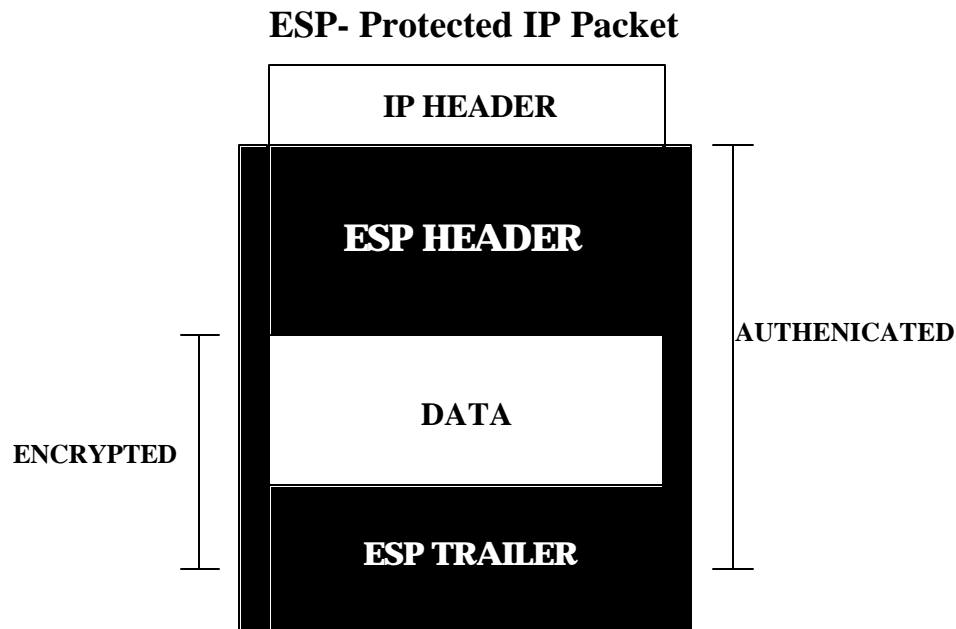 ESP- Protected IP Packet
IP HEADER
ESP HEADER
AUTHENICATED
DATA
ENCRYPTED
ESP TRAILER